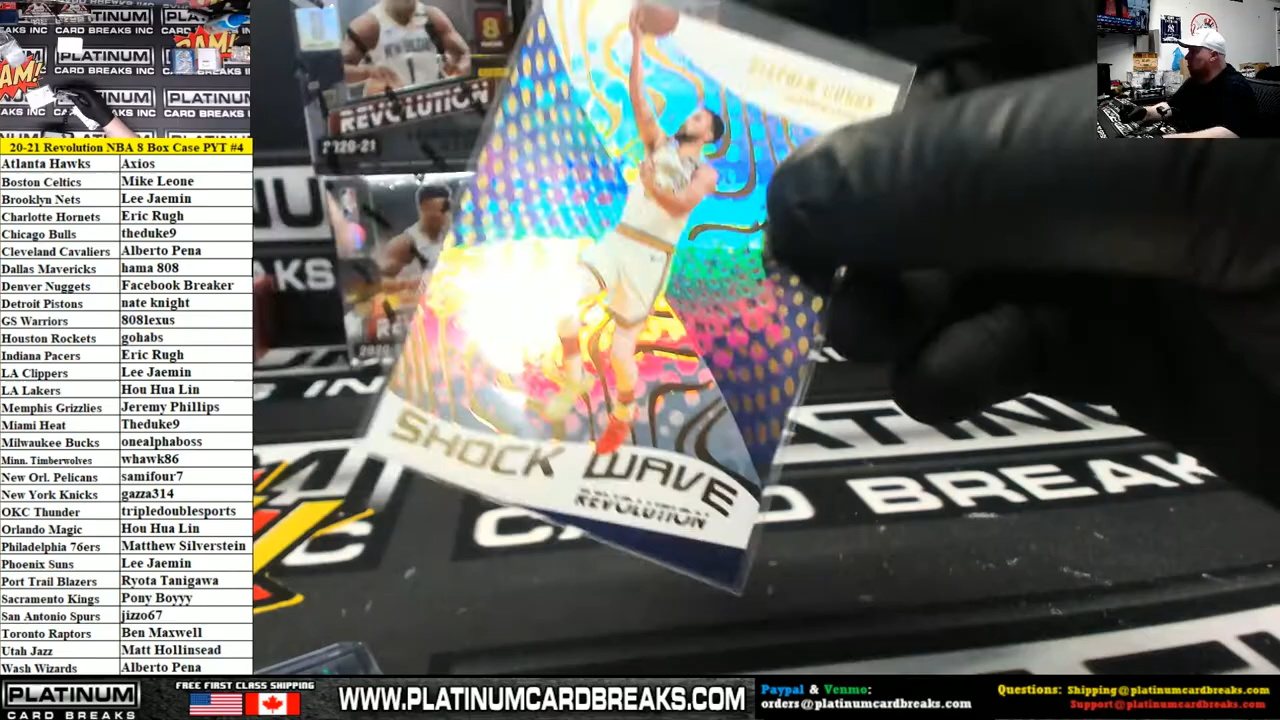 20-21 Revolution NBA 8 Box Case PYT #4
Atlanta Hawks Axios
Boston Celtics Mike Leone
Brooklyn Nets Lee Jaemin
Charlotte Hornets Eric Rugh
Chicago Bulls theduke9
Cleveland Cavaliers Alberto Pena
Dallas Mavericks hama 808
Denver Nuggets Facebook Breaker
Detroit Pistons nate knight
GS Warriors 808lexus
Houston Rockets gohabs
Indiana Pacers Eric Rugh
LA Clippers Lee Jaemin
LA Lakers Hou Hua Lin
Memphis Grizzlies Jeremy Phillips
Miami Heat Theduke9
Milwaukee Bucks onealphaboss
Minn. Timberwolves whawk86
New Orl. Pelicans samifour7
New York Knicks gazza314
OKC Thunder tripledoublesports
Orlando Magic Hou Hua Lin
Philadelphia 76ers Matthew Silverstein
Phoenix Suns Lee Jaemin
Port Trail Blazers Ryota Tanigawa
Sacramento Kings Pony Boyyy
San Antonio Spurs jizzo67
Toronto Raptors Ben Maxwell
Utah Jazz Matt Hollinsead
Wash Wizards Alberto Pena
REVOLUTION
2020-21
SHOCK WAVE
REVOLUTION
CARD BREAK
PLATINUM
CARD BREAKS
FREE FIRST CLASS SHIPPING
WWW.PLATINUMCARDBREAKS.COM
Paypal & Venmo:
orders@platinumcardbreaks.com
Questions: Shipping@platinumcardbreaks.com
Support@platinumcardbreaks.com
PLATINUM
CARD BREAKS INC
BAM!